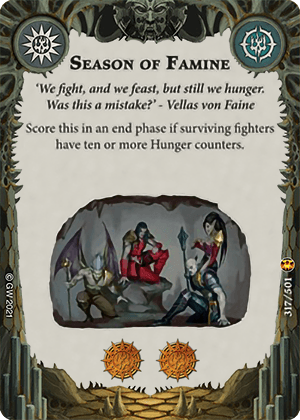 SEASON OF FAMINE
'We fight, and we feast, but still we hunger.
Was this a mistake?' - Vellas von Faine
Score this in an end phase if surviving fighters
have ten or more Hunger counters.
© GW 2021
317/501